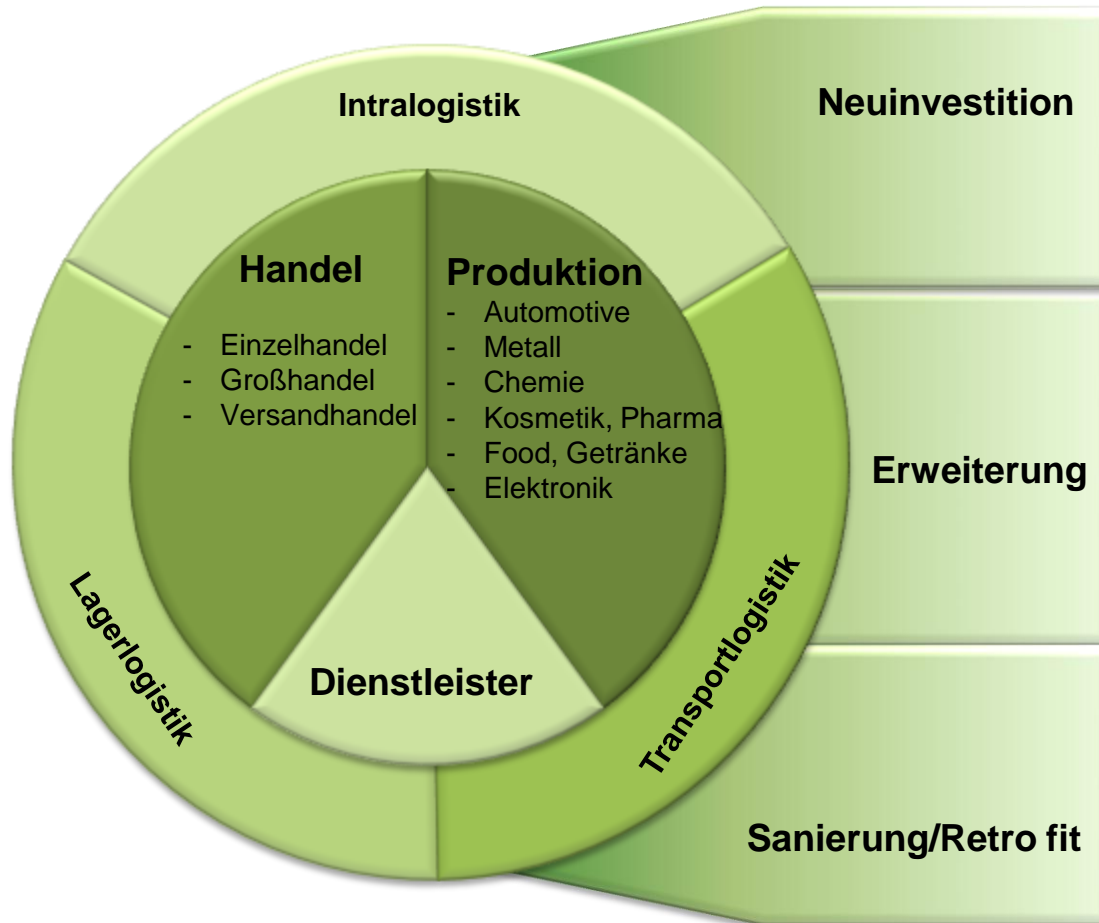 Intralogistik
Neuinvestition
Handel
- Einzelhandel
- Großhandel
- Versandhandel
Produktion
- Automotive
- Metall
- Chemie
- Kosmetik, Pharma
- Food, Getränke
- Elektronik
Erweiterung
Lagerlogistik
Dienstleister
Transportlogistik
Sanierung/Retro fit